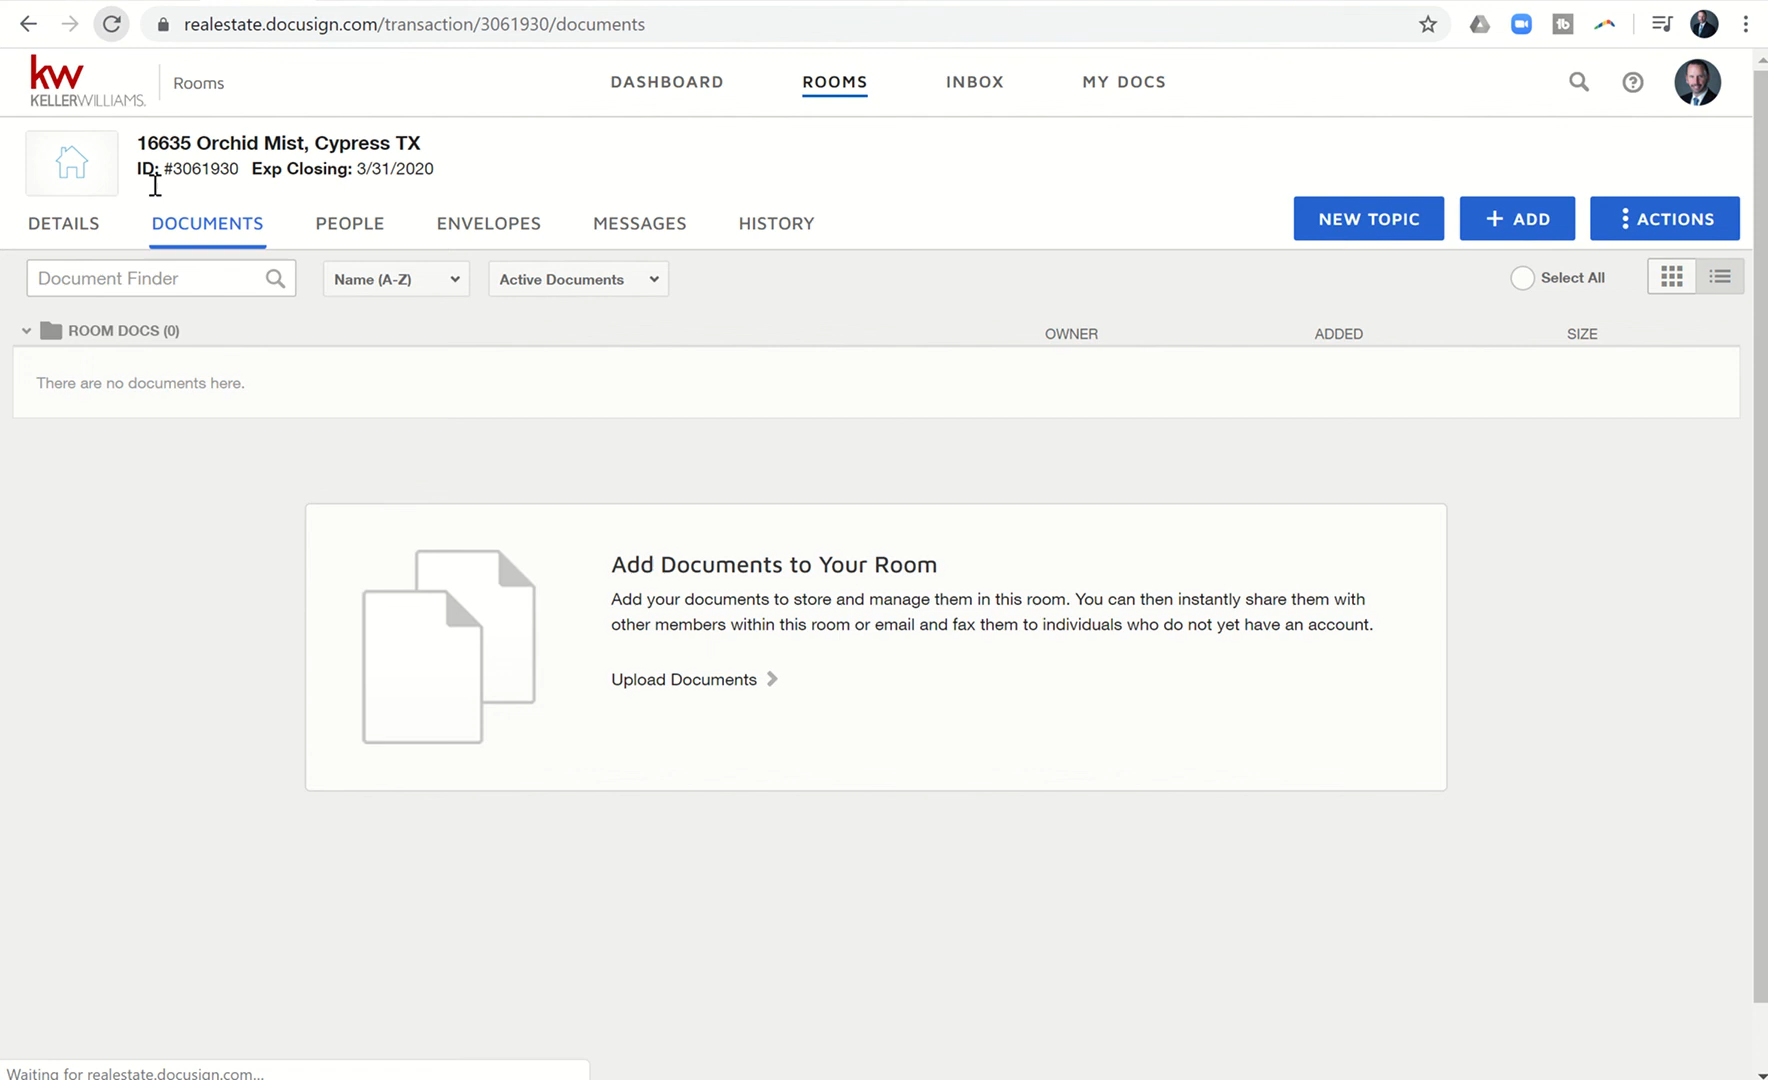 realestate.docusign.com/transaction/3061930/documents
kw
KELLERWILLIAMS.
Rooms
DASHBOARD
ROOMS
INBOX
MY DOCS
16635 Orchid Mist, Cypress TX
ID: #3061930 Exp Closing: 3/31/2020
DETAILS
DOCUMENTS
PEOPLE
ENVELOPES
MESSAGES
HISTORY
NEW TOPIC
+ ADD
ACTIONS
Document Finder
Name (A-Z)
Active Documents
Select All
ROOM DOCS (0)
OWNER
ADDED
SIZE
There are no documents here.
Add Documents to Your Room
Add your documents to store and manage them in this room. You can then instantly share them with
other members within this room or email and fax them to individuals who do not yet have an account.
Upload Documents
Waiting for realestate.docusign.com...